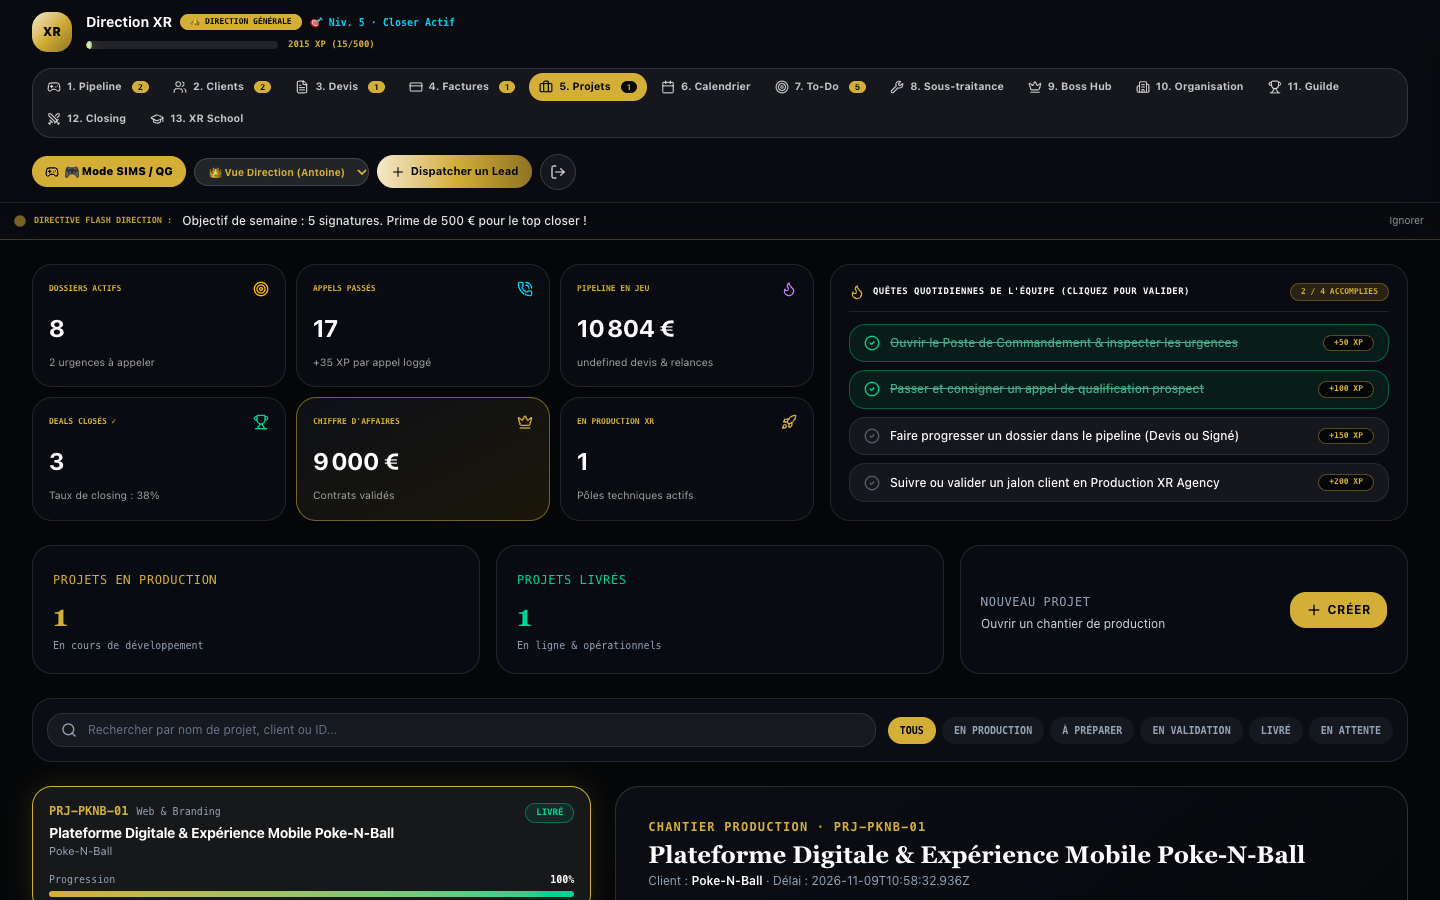 XR
Direction XR
👑 DIRECTION GÉNÉRALE
🎯 Niv. 5 · Closer Actif
2015 XP (15/500)
1. Pipeline 2
2. Clients 2
3. Devis 1
4. Factures 1
5. Projets 1
6. Calendrier
7. To-Do 5
8. Sous-traitance
9. Boss Hub
10. Organisation
11. Guilde
12. Closing
13. XR School
🎮 Mode SIMS / QG
👑 Vue Direction (Antoine)
Dispatcher un Lead
DIRECTIVE FLASH DIRECTION :
Objectif de semaine : 5 signatures. Prime de 500 € pour le top closer !
Ignorer
DOSSIERS ACTIFS
8
2 urgences à appeler
APPELS PASSÉS
17
+35 XP par appel loggé
PIPELINE EN JEU
10 804 €
undefined devis & relances
DEALS CLOSÉS ✓
3
Taux de closing : 38%
CHIFFRE D'AFFAIRES
9 000 €
Contrats validés
EN PRODUCTION XR
1
Pôles techniques actifs
QUÊTES QUOTIDIENNES DE L'ÉQUIPE (CLIQUEZ POUR VALIDER)
2 / 4 ACCOMPLIES
Ouvrir le Poste de Commandement & inspecter les urgences
+50 XP
Passer et consigner un appel de qualification prospect
+100 XP
Faire progresser un dossier dans le pipeline (Devis ou Signé)
+150 XP
Suivre ou valider un jalon client en Production XR Agency
+200 XP
PROJETS EN PRODUCTION
1
En cours de développement
PROJETS LIVRÉS
1
En ligne & opérationnels
NOUVEAU PROJET
Ouvrir un chantier de production
CRÉER
Rechercher par nom de projet, client ou ID...
TOUS
EN PRODUCTION
À PRÉPARER
EN VALIDATION
LIVRÉ
EN ATTENTE
PRJ-PKNB-01 Web & Branding
LIVRÉ
Plateforme Digitale & Expérience Mobile Poke-N-Ball
Poke-N-Ball
Progression
100%
CHANTIER PRODUCTION · PRJ-PKNB-01
Plateforme Digitale & Expérience Mobile Poke-N-Ball
Client : Poke-N-Ball · Délai : 2026-11-09T10:58:32.936Z